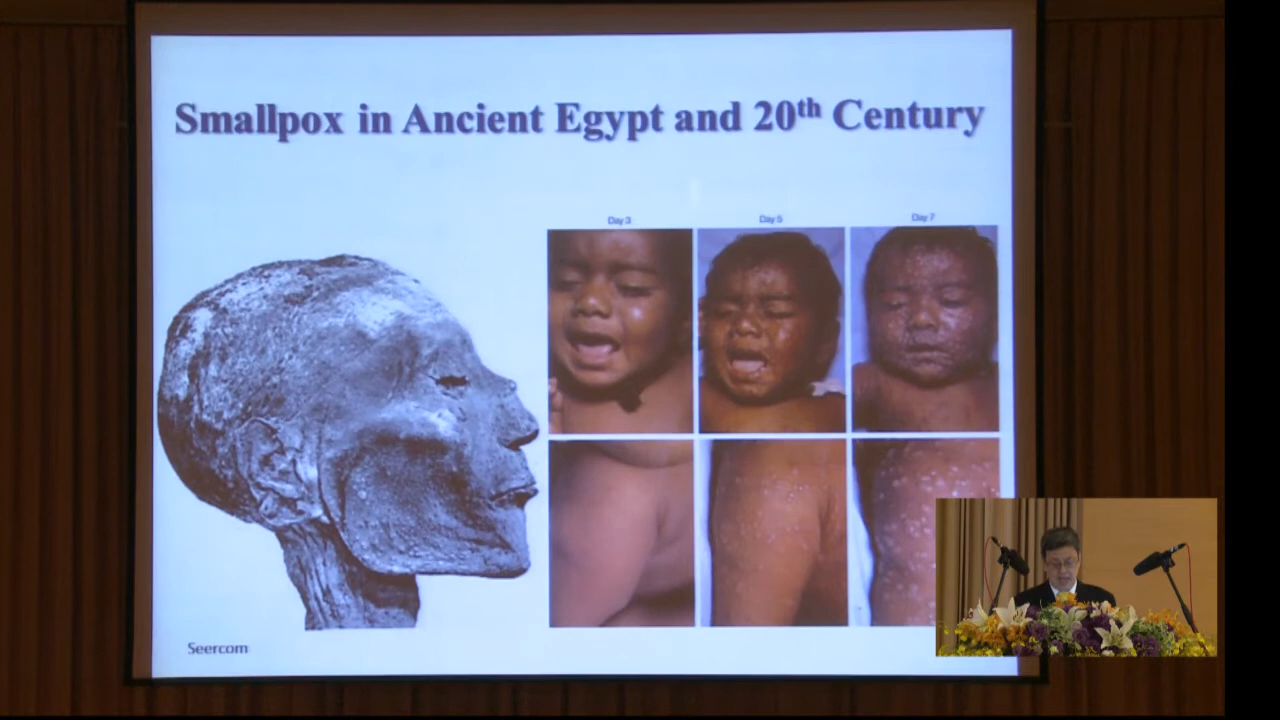 Smallpox in Ancient Egypt and 20th Century
Day 3
Day 5
Day 7
Seercom